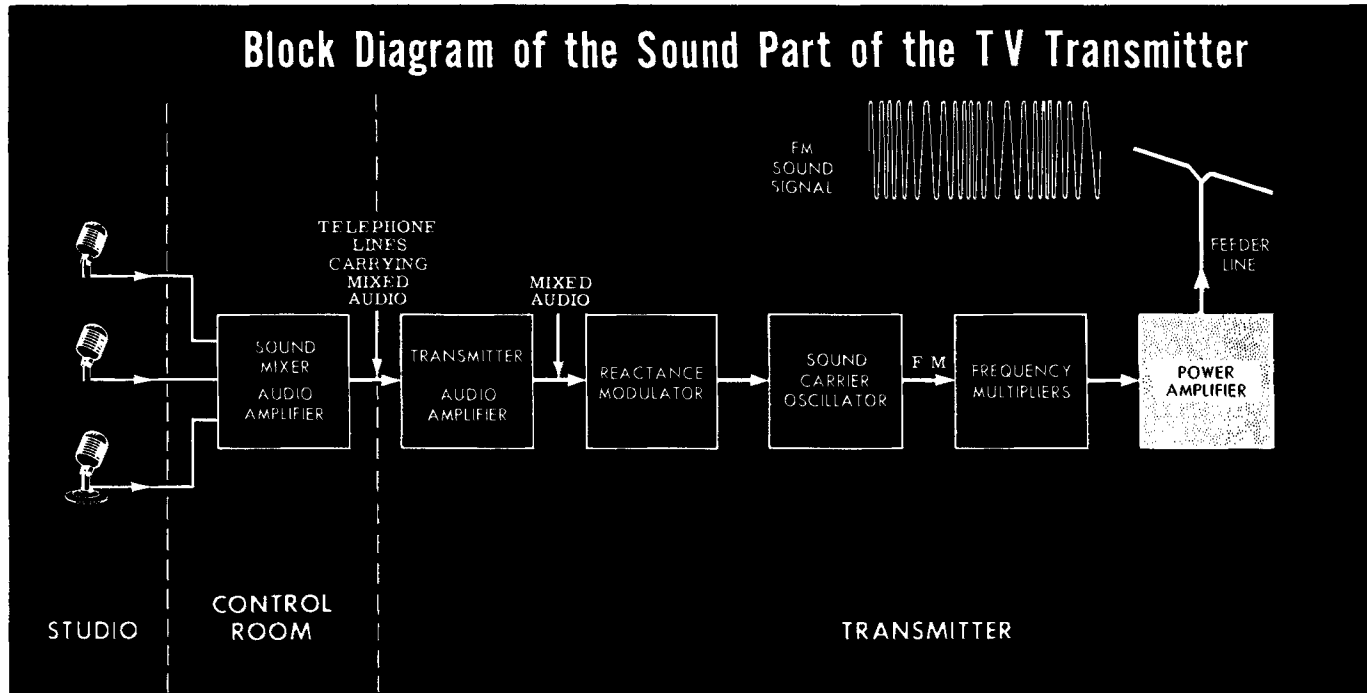 Block Diagram of the Sound Part of the TV Transmitter
FM
SOUND
SIGNAL
TELEPHONE
LINES
CARRYING
MIXED
AUDIO
MIXED
AUDIO
FEEDER
LINE
SOUND
MIXER
AUDIO
AMPLIFIER
TRANSMITTER
AUDIO
AMPLIFIER
REACTANCE
MODULATOR
SOUND
CARRIER
OSCILLATOR
FM
FREQUENCY
MULTIPLIERS
POWER
AMPLIFIER
STUDIO
CONTROL
ROOM
TRANSMITTER